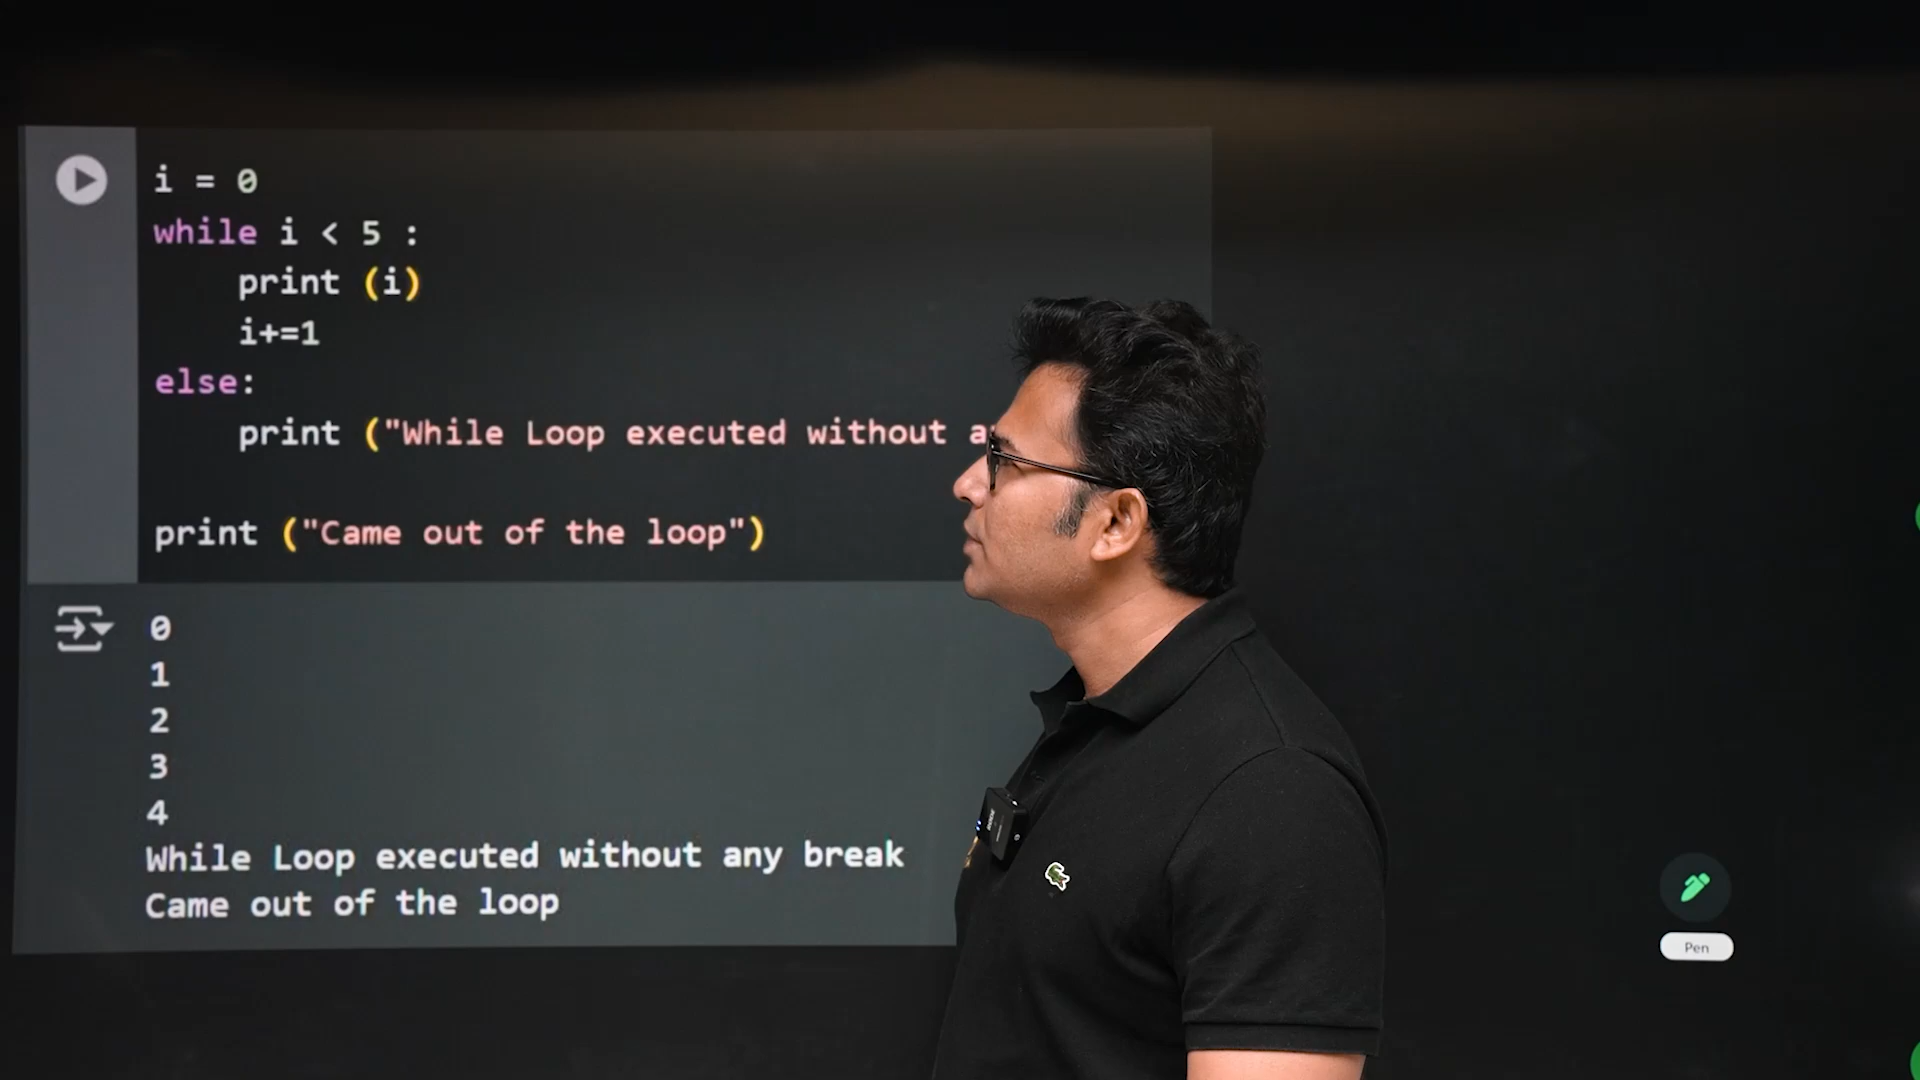 i = 0
while i < 5 :
print (i)
i+=1
else:
print ("While Loop executed without
print ("Came out of the loop")
0
1
2
3
4
While Loop executed without any break
Came out of the loop
Pen